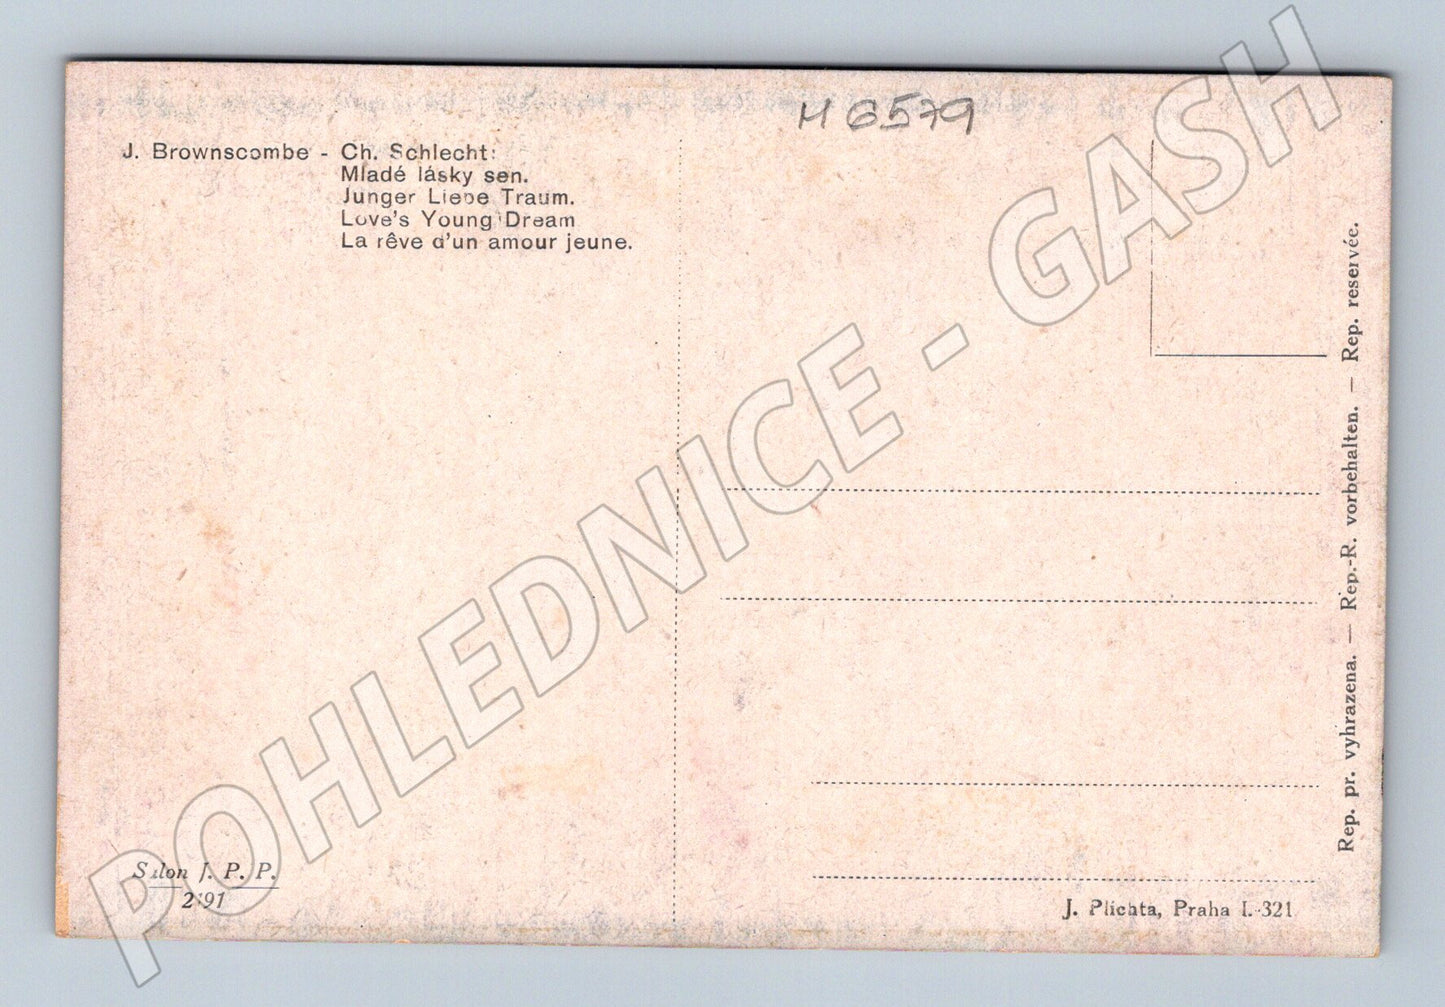 M 6579
J. Brownscombe - Ch. Schlecht:
Mladé lásky sen.
Junger Liebe Traum.
Love's Young Dream
La rêve d'un amour jeune.
Rep. pr. vyhrazena. — Rep.-R. vorbehalten. — Rep. reservée.
Salon J. P. P.
2191
J. Plichta, Praha I.-321
POHLEDNICE - GASH